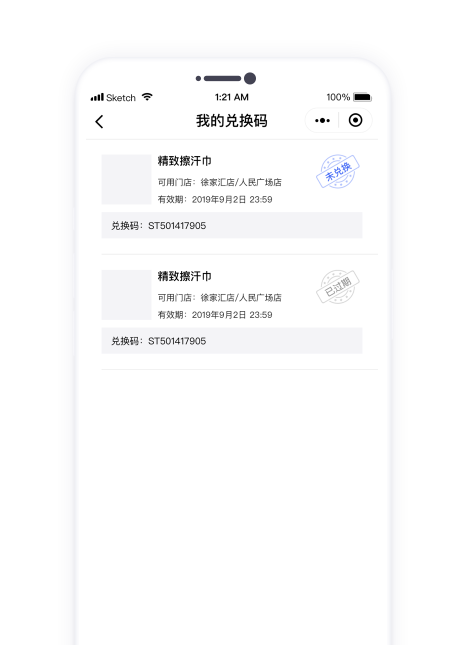 Sketch 1:21 AM 100%
我的兑换码
精致擦汗巾
未兑换
可用门店：徐家汇店/人民广场店
有效期：2019年9月2日 23:59
兑换码：ST501417905
精致擦汗巾
已过期
可用门店：徐家汇店/人民广场店
有效期：2019年9月2日 23:59
兑换码：ST501417905